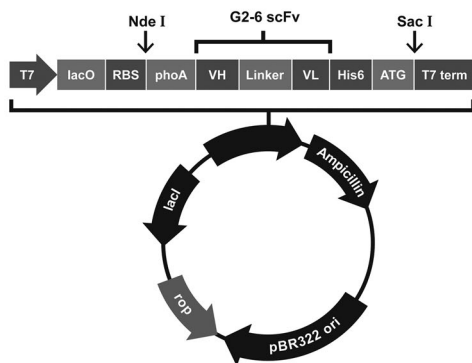 G2-6 scFv
Nde I
Sac I
T7 lacO RBS phoA VH Linker VL His6 ATG T7 term
Ampicillin
lacI
rop
pBR322 ori